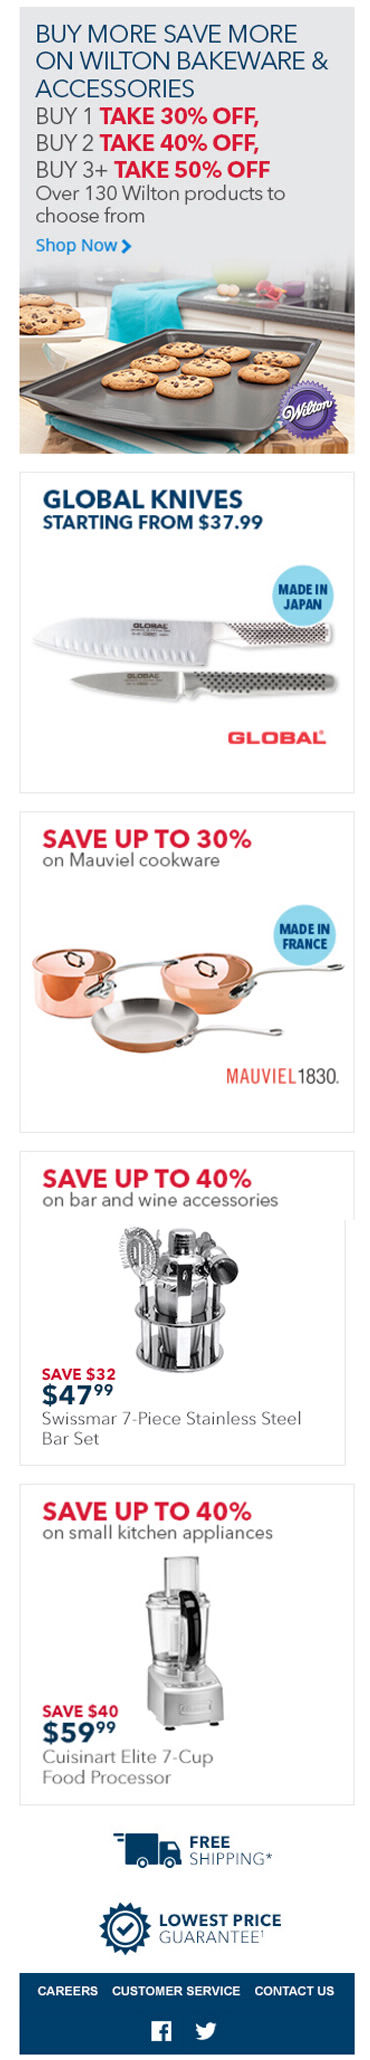 BUY MORE SAVE MORE
ON WILTON BAKEWARE &
ACCESSORIES
BUY 1 TAKE 30% OFF,
BUY 2 TAKE 40% OFF,
BUY 3+ TAKE 50% OFF
Over 130 Wilton products to
choose from
Shop Now
Wilton
GLOBAL KNIVES
STARTING FROM $37.99
MADE IN
JAPAN
GLOBAL
GLOBAL
GLOBAL
SAVE UP TO 30%
on Mauviel cookware
MADE IN
FRANCE
MAUVIEL1830.
SAVE UP TO 40%
on bar and wine accessories
SAVE $32
$47⁹⁹
Swissmar 7-Piece Stainless Steel
Bar Set
SAVE UP TO 40%
on small kitchen appliances
SAVE $40
$59⁹⁹
Cuisinart Elite 7-Cup
Food Processor
FREE
SHIPPING*
LOWEST PRICE
GUARANTEE¹
CAREERS CUSTOMER SERVICE CONTACT US